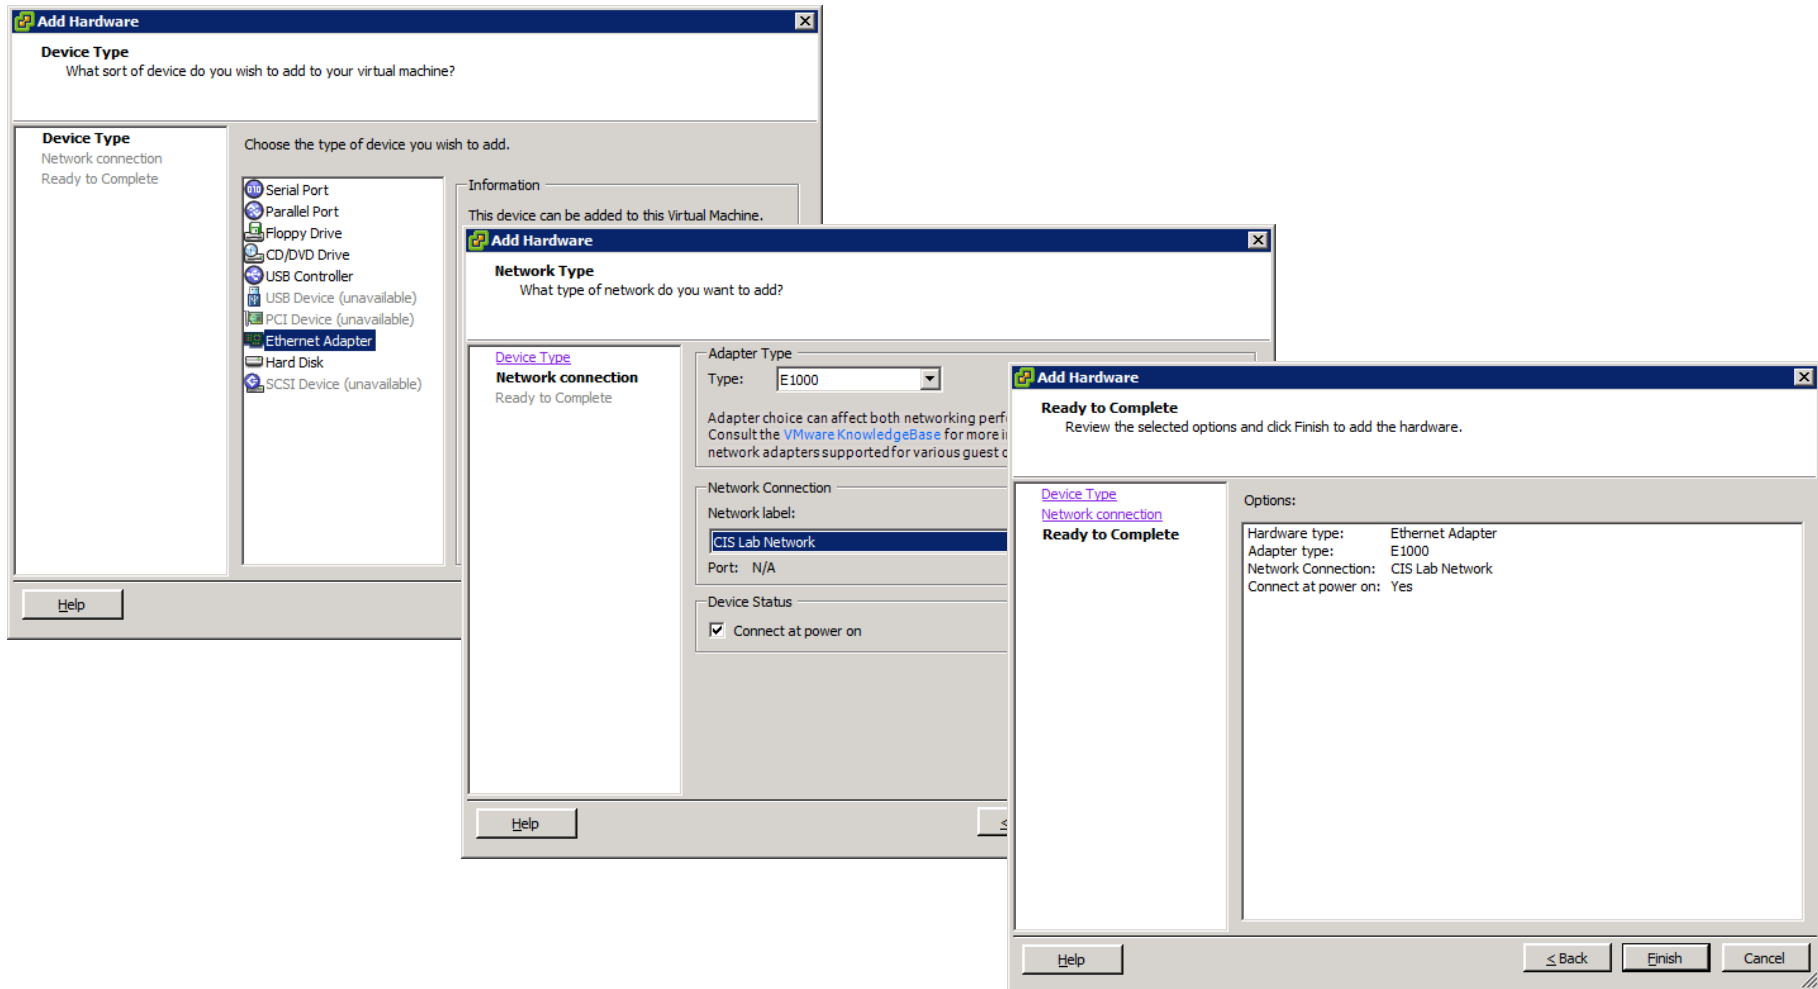 Add Hardware
Device Type
What sort of device do you wish to add to your virtual machine?
Device Type
Network connection
Ready to Complete
Choose the type of device you wish to add.
Serial Port
Parallel Port
Floppy Drive
CD/DVD Drive
USB Controller
USB Device (unavailable)
PCI Device (unavailable)
Ethernet Adapter
Hard Disk
SCSI Device (unavailable)
Information
This device can be added to this Virtual Machine.
Help
Add Hardware
Network Type
What type of network do you want to add?
Device Type
Network connection
Ready to Complete
Adapter Type
Type: E1000
Adapter choice can affect both networking
Consult the VMware KnowledgeBase for more
network adapters supported for various guest
Network Connection
Network label:
CIS Lab Network
Port: N/A
Device Status
Connect at power on
Help
<
Add Hardware
Ready to Complete
Review the selected options and click Finish to add the hardware.
Device Type
Network connection
Ready to Complete
Options:
Hardware type: Ethernet Adapter
Adapter type: E1000
Network Connection: CIS Lab Network
Connect at power on: Yes
Help
< Back
Finish
Cancel